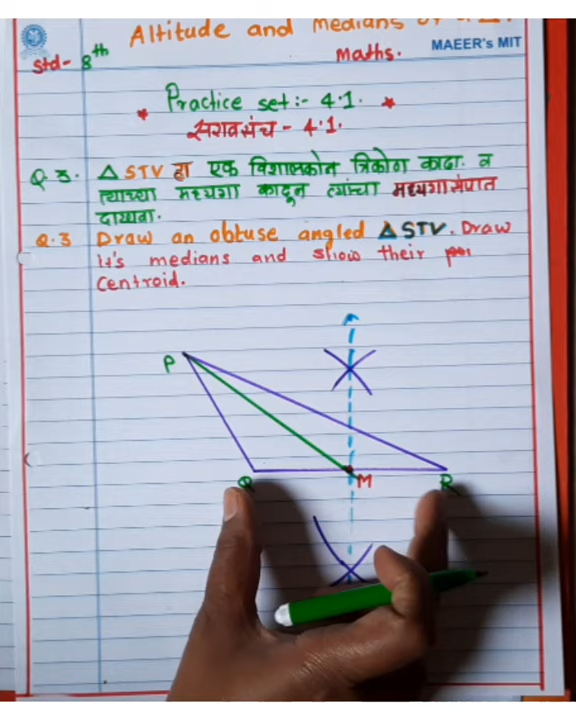 Altitude and medians of a △.
Std- 8th
Maths.
MAEER's MIT
* Practice set:- 4.1. *
सरावसंच - 4.1.
Q 3. △STV हा एक विशालकोन त्रिकोण काढा. व
त्याच्या मध्यगा काढून त्यांचा मध्यगासंपात
दाखवा.
Q.3 Draw an obtuse angled △STV. Draw
it's medians and show their
Centroid.
P
Q
M
R